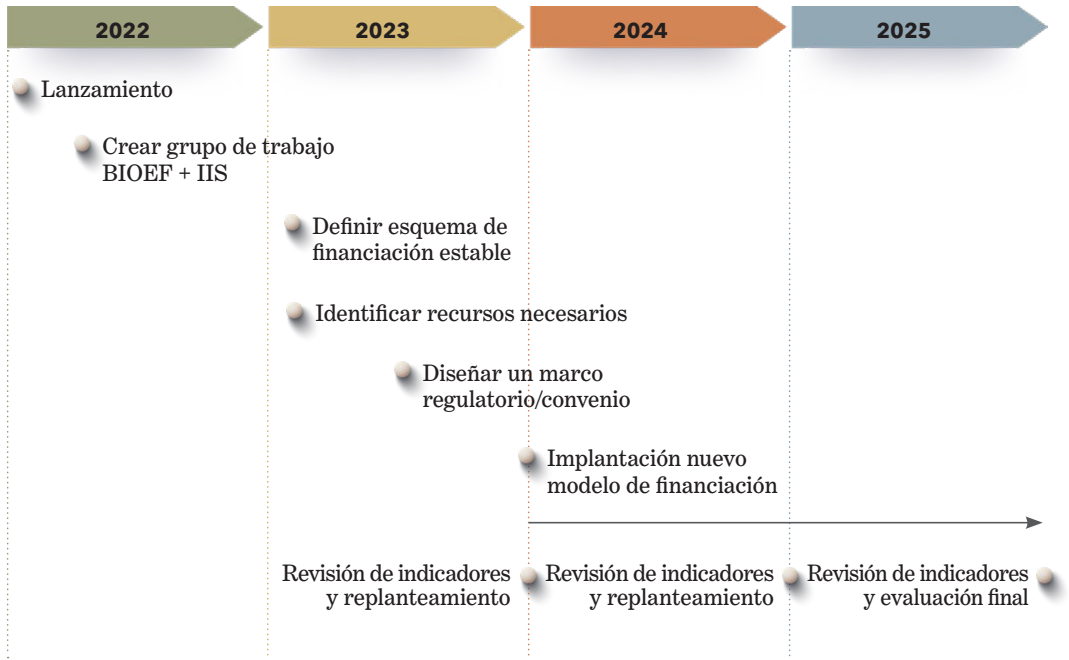 2022
2023
2024
2025
Lanzamiento
Crear grupo de trabajo
BIOEF + IIS
Definir esquema de
financiación estable
Identificar recursos necesarios
Diseñar un marco
regulatorio/convenio
Implantación nuevo
modelo de financiación
Revisión de indicadores
y replanteamiento
Revisión de indicadores
y replanteamiento
Revisión de indicadores
y evaluación final